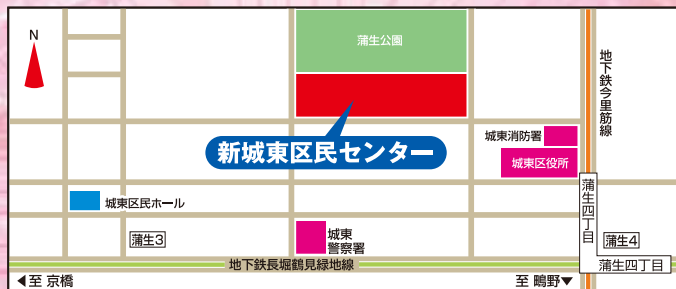 N
蒲生公園
地下鉄今里筋線
新城東区民センター
城東消防署
城東区役所
城東区民ホール
蒲生四丁目
蒲生3
城東
警察署
蒲生4
地下鉄長堀鶴見緑地線
蒲生四丁目
◀至 京橋
至 鴫野▼